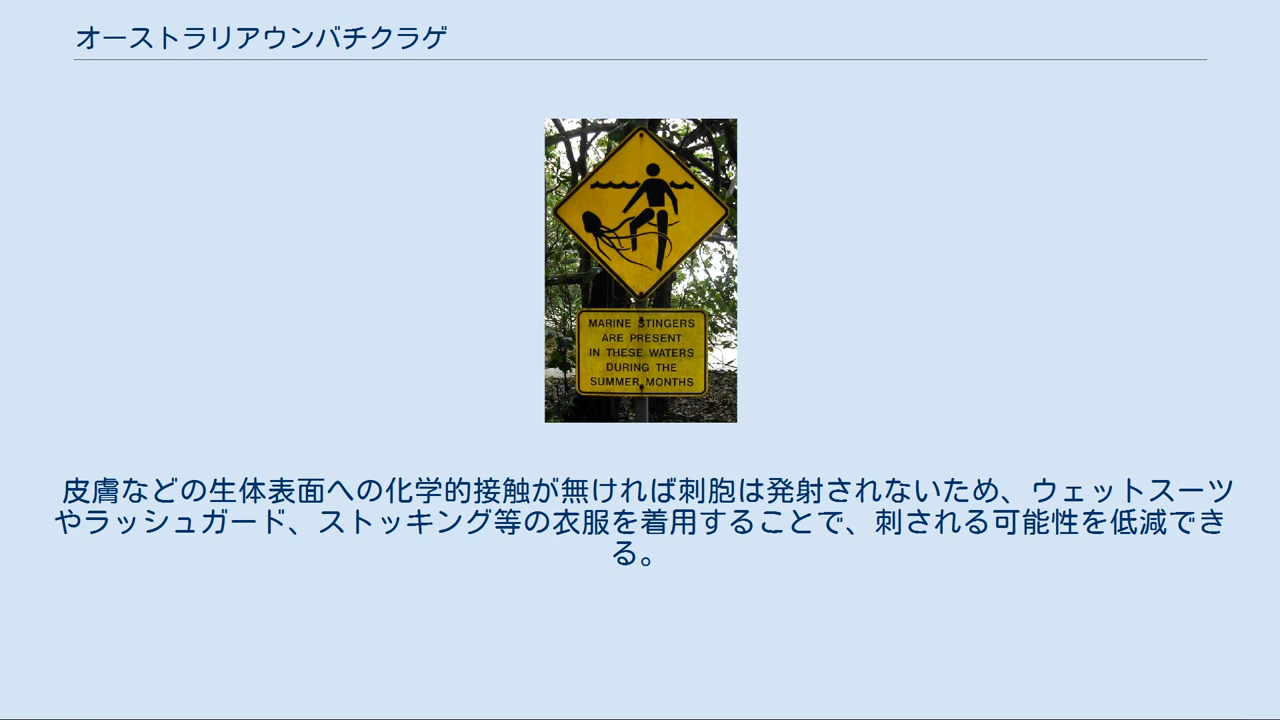 オーストラリアウンバチクラゲ
MARINE STINGERS
ARE PRESENT
IN THESE WATERS
DURING THE
SUMMER MONTHS
皮膚などの生体表面への化学的接触が無ければ刺胞は発射されないため、ウェットスーツ
やラッシュガード、ストッキング等の衣服を着用することで、刺される可能性を低減でき
る。